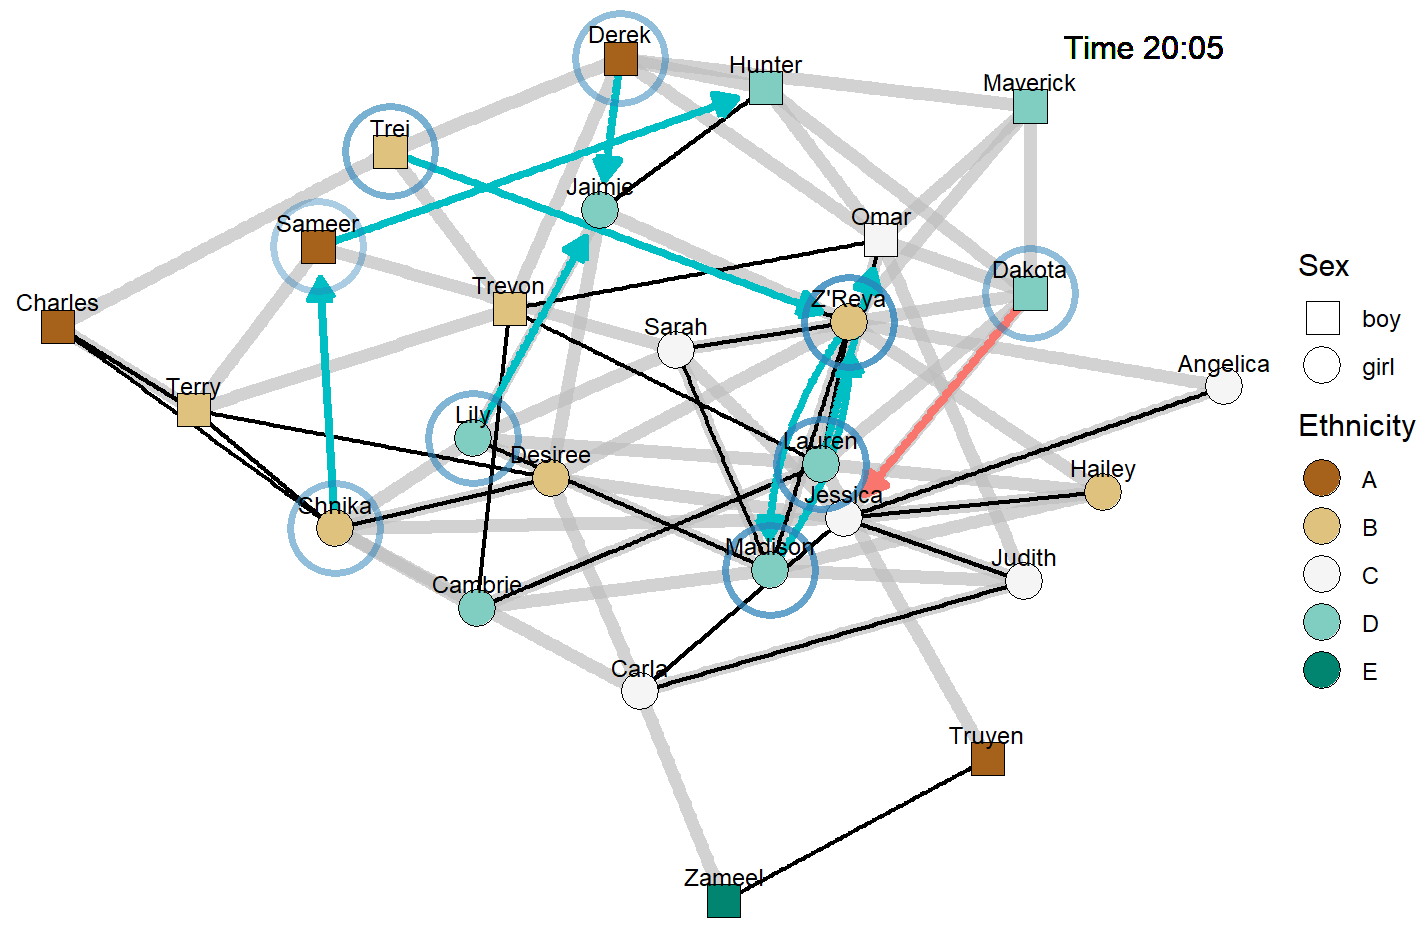 Derek
Time 20:05
Hunter
Maverick
Trei
Jaimie
Omar
Sameer
Dakota
Sex
Trevon
Z'Reya
Charles
boy
Sarah
Angelica
girl
Terry
Lily
Lauren
Ethnicity
Desiree
Hailey
A
Shnika
Jessica
B
Madison
Judith
C
Cambrie
D
Carla
E
Truyen
Zameel